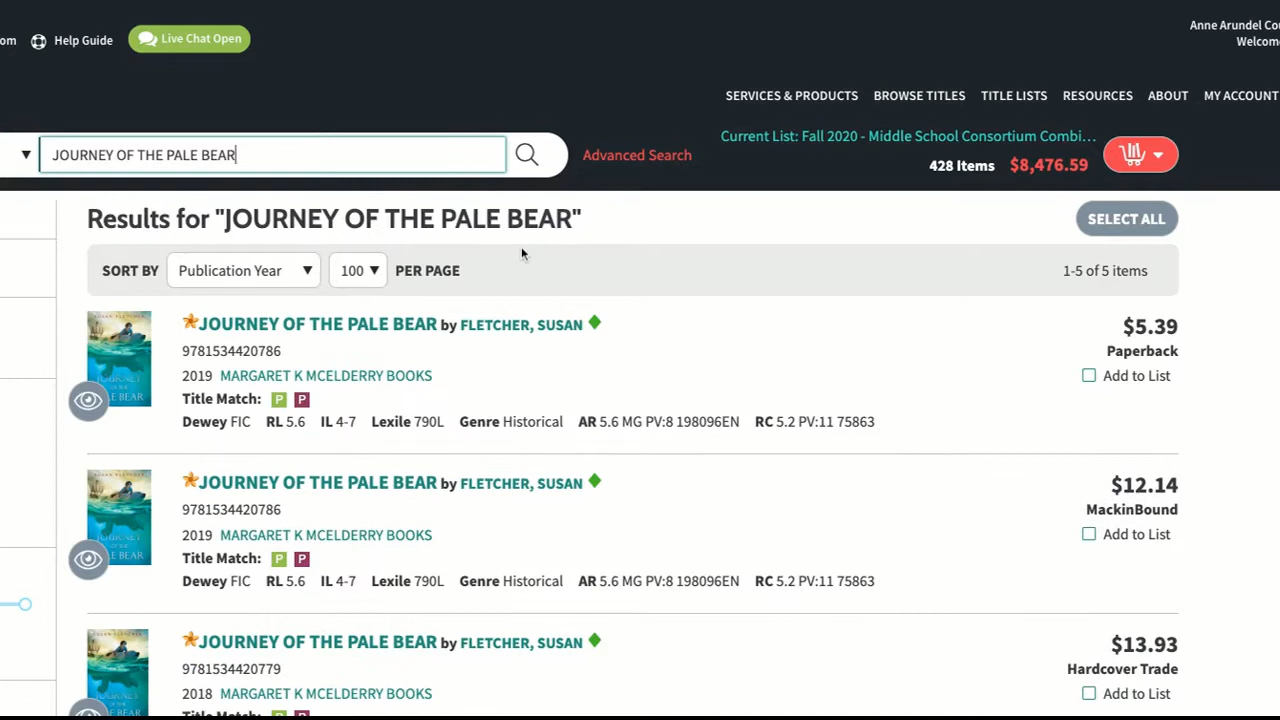 om Help Guide Live Chat Open
Anne Arundel Cou
Welcome
SERVICES & PRODUCTS BROWSE TITLES TITLE LISTS RESOURCES ABOUT MY ACCOUNT
Current List: Fall 2020 - Middle School Consortium Combi...
JOURNEY OF THE PALE BEAR Advanced Search
428 Items $8,476.59
Results for "JOURNEY OF THE PALE BEAR" SELECT ALL
SORT BY Publication Year 100 PER PAGE 1-5 of 5 items
JOURNEY OF THE PALE BEAR by FLETCHER, SUSAN $5.39
9781534420786 Paperback
2019 MARGARET K MCELDERRY BOOKS Add to List
Title Match: P P
Dewey FIC RL 5.6 IL 4-7 Lexile 790L Genre Historical AR 5.6 MG PV:8 198096EN RC 5.2 PV:11 75863
JOURNEY OF THE PALE BEAR by FLETCHER, SUSAN $12.14
9781534420786 MackinBound
2019 MARGARET K MCELDERRY BOOKS Add to List
Title Match: P P
Dewey FIC RL 5.6 IL 4-7 Lexile 790L Genre Historical AR 5.6 MG PV:8 198096EN RC 5.2 PV:11 75863
JOURNEY OF THE PALE BEAR by FLETCHER, SUSAN $13.93
9781534420779 Hardcover Trade
2018 MARGARET K MCELDERRY BOOKS Add to List
Title Match: P P